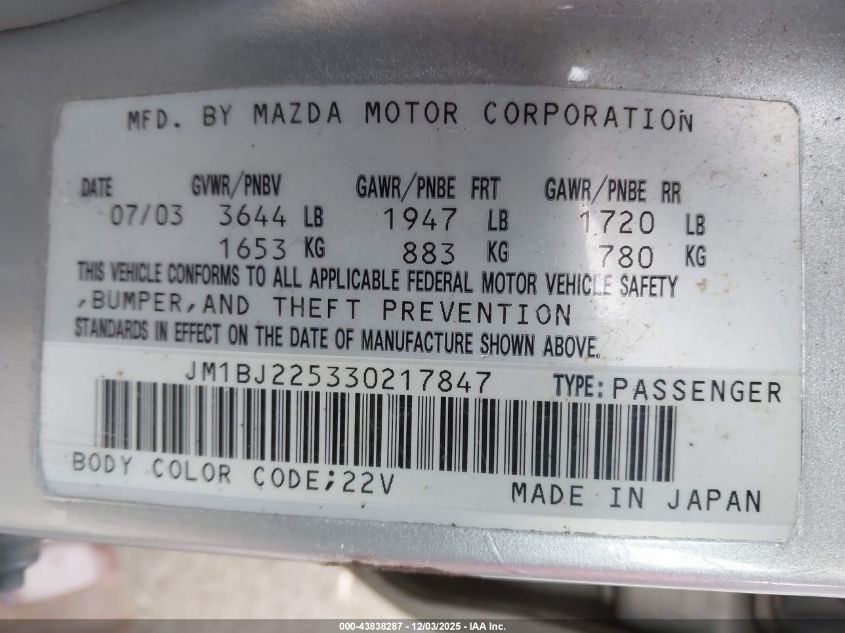 MFD. BY MAZDA MOTOR CORPORATION
DATE GVWR/PNBV GAWR/PNBE FRT GAWR/PNBE RR
07/03 3644 LB 1947 LB 1720 LB
1653 KG 883 KG 780 KG
THIS VEHICLE CONFORMS TO ALL APPLICABLE FEDERAL MOTOR VEHICLE SAFETY
,BUMPER,AND THEFT PREVENTION
STANDARDS IN EFFECT ON THE DATE OF MANUFACTURE SHOWN ABOVE.
JM1BJ225330217847 TYPE: PASSENGER
BODY COLOR CODE;22V
MADE IN JAPAN
000-43838287 - 12/03/2025 - IAA Inc.